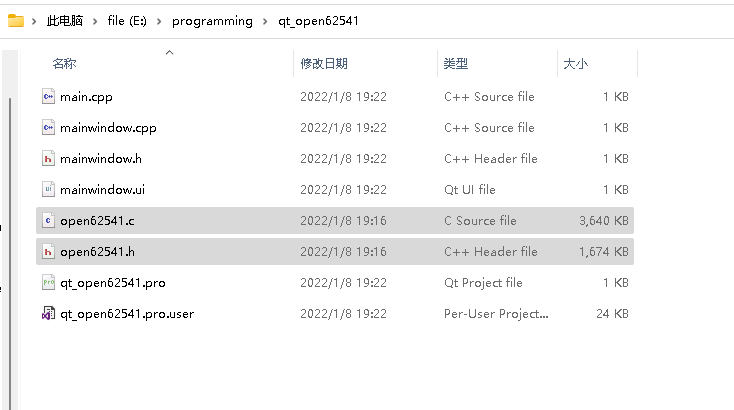 此电脑 > file (E:) > programming > qt_open62541
名称 修改日期 类型 大小
main.cpp 2022/1/8 19:22 C++ Source file 1 KB
mainwindow.cpp 2022/1/8 19:22 C++ Source file 1 KB
mainwindow.h 2022/1/8 19:22 C++ Header file 1 KB
mainwindow.ui 2022/1/8 19:22 Qt UI file 1 KB
open62541.c 2022/1/8 19:16 C Source file 3,640 KB
open62541.h 2022/1/8 19:16 C++ Header file 1,674 KB
qt_open62541.pro 2022/1/8 19:22 Qt Project file 1 KB
qt_open62541.pro.user 2022/1/8 19:22 Per-User Project... 24 KB